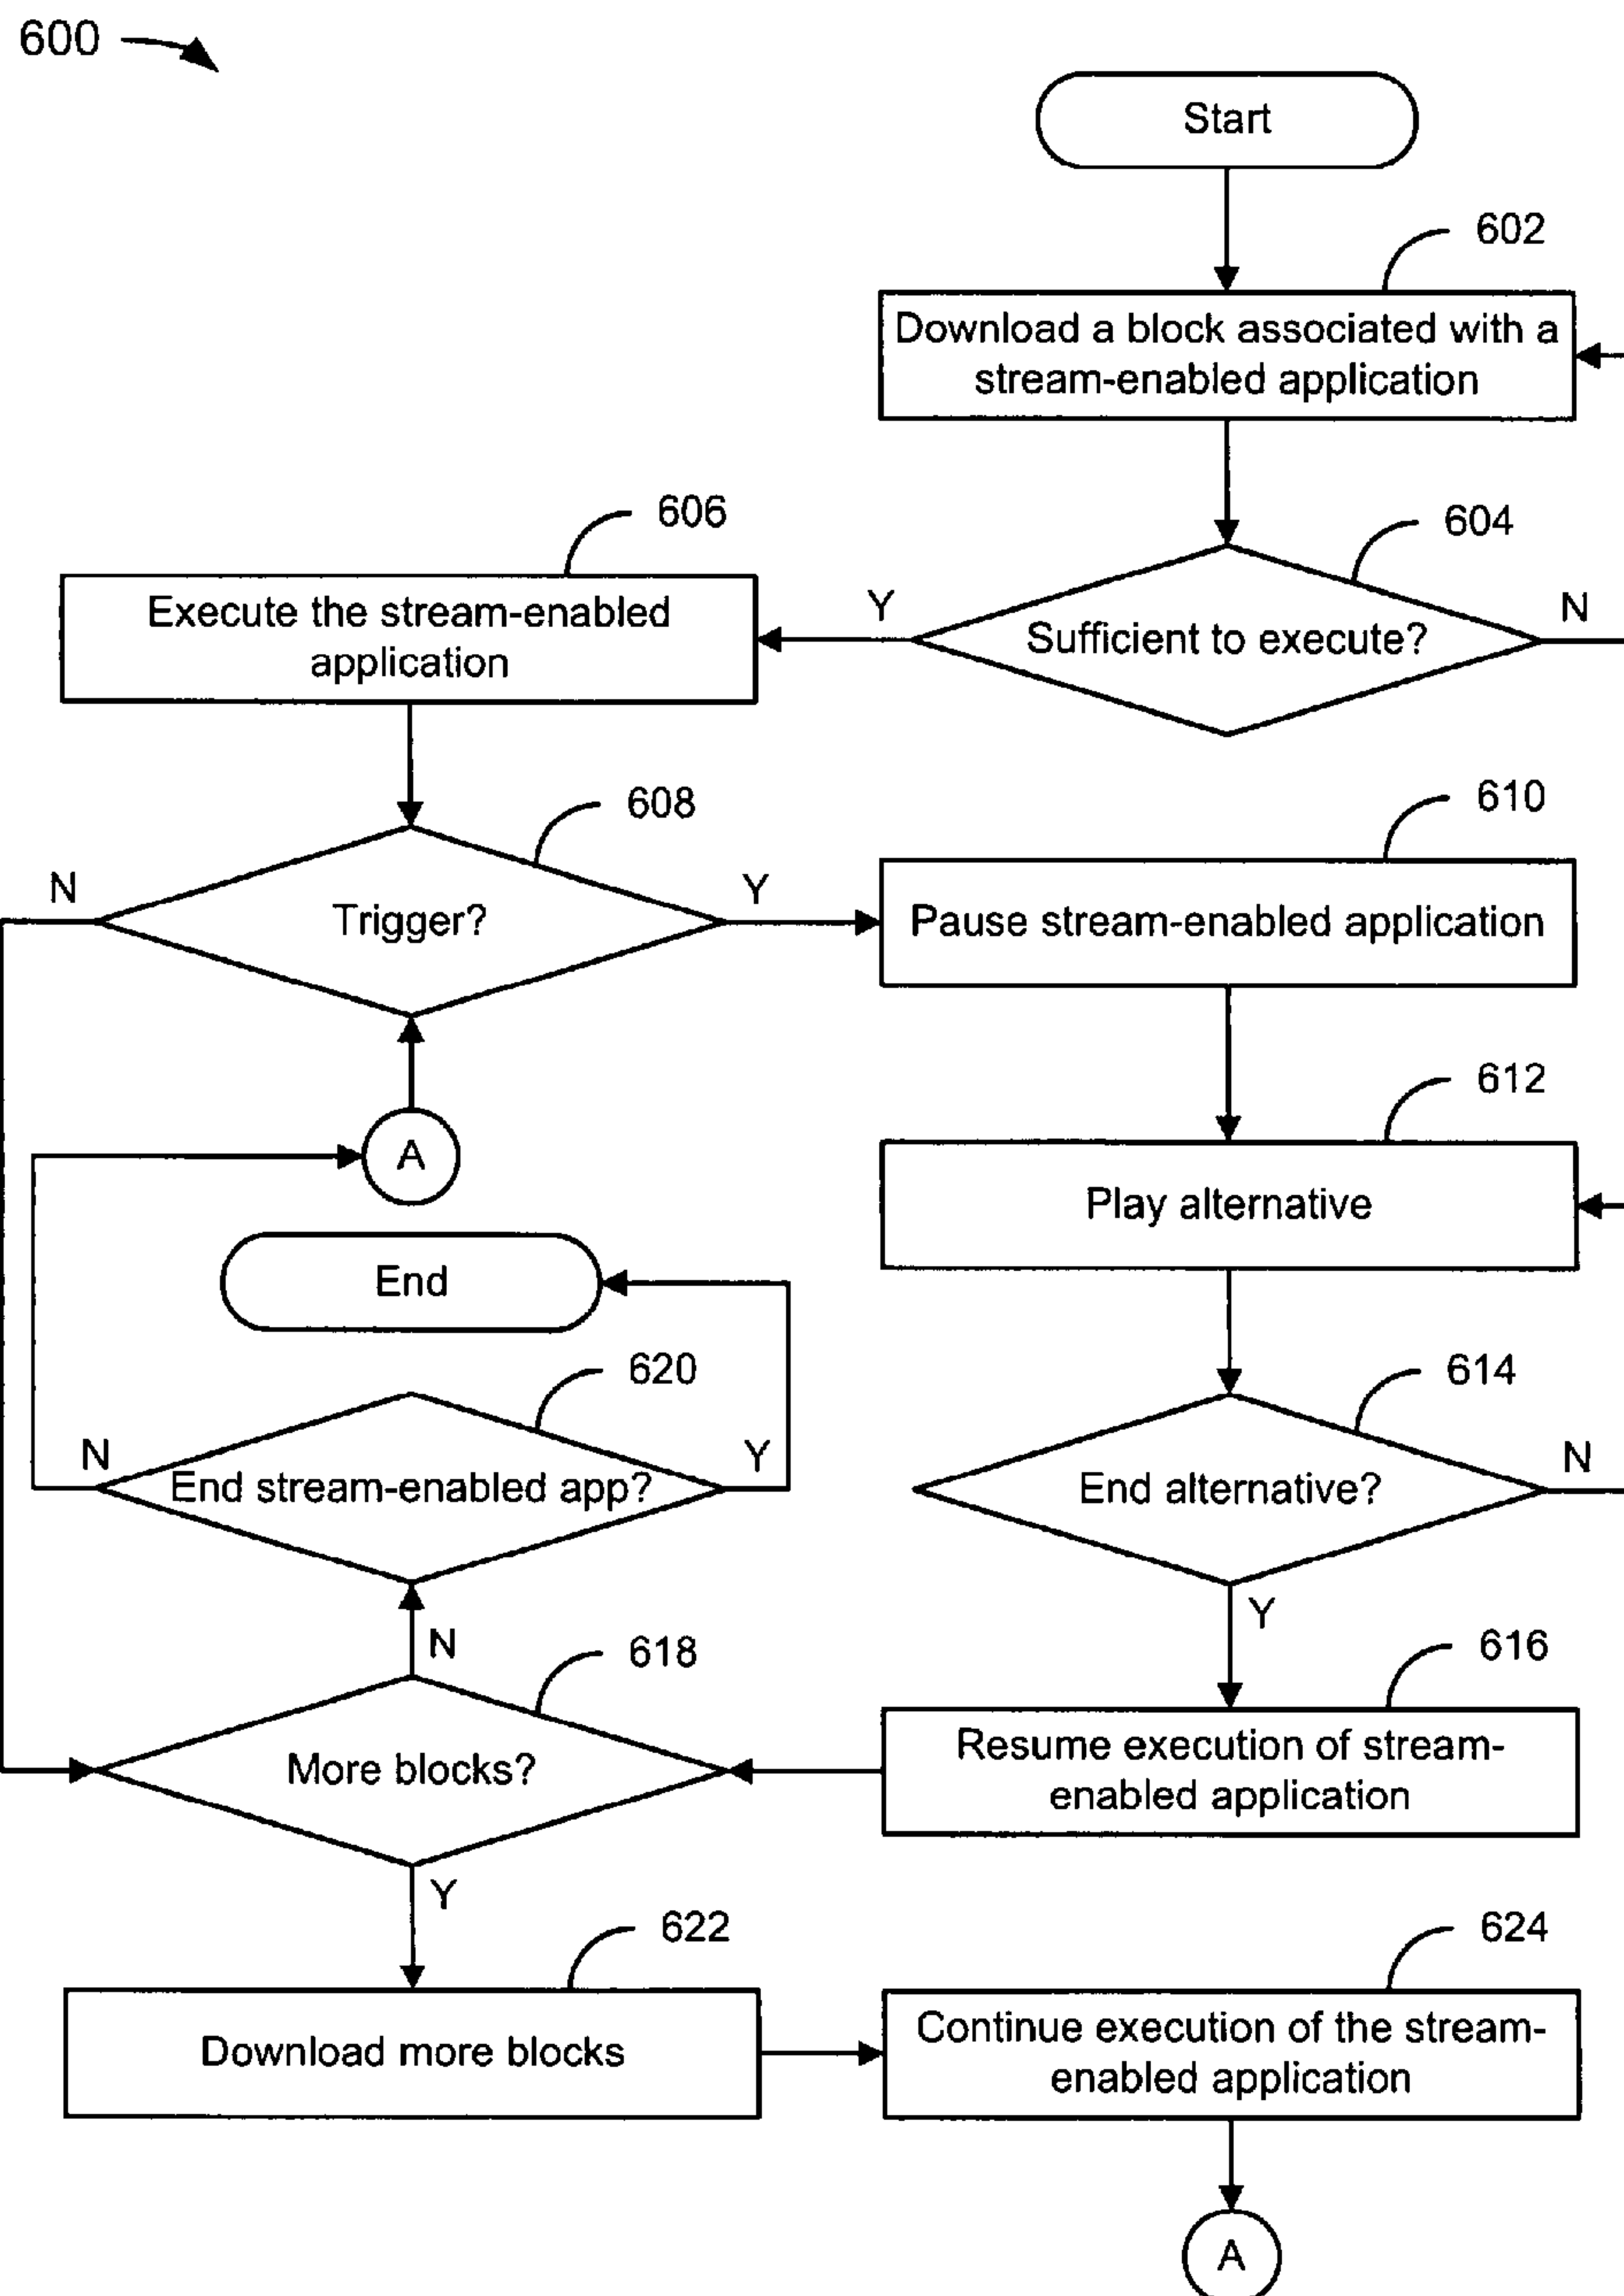 600
Start
602
Download a block associated with a
stream-enabled application
604
Sufficient to execute?
Y
N
606
Execute the stream-enabled
application
608
Trigger?
N
Y
610
Pause stream-enabled application
612
Play alternative
A
End
614
End alternative?
N
Y
620
End stream-enabled app?
N
Y
616
Resume execution of stream-
enabled application
618
More blocks?
N
Y
622
Download more blocks
624
Continue execution of the stream-
enabled application
A